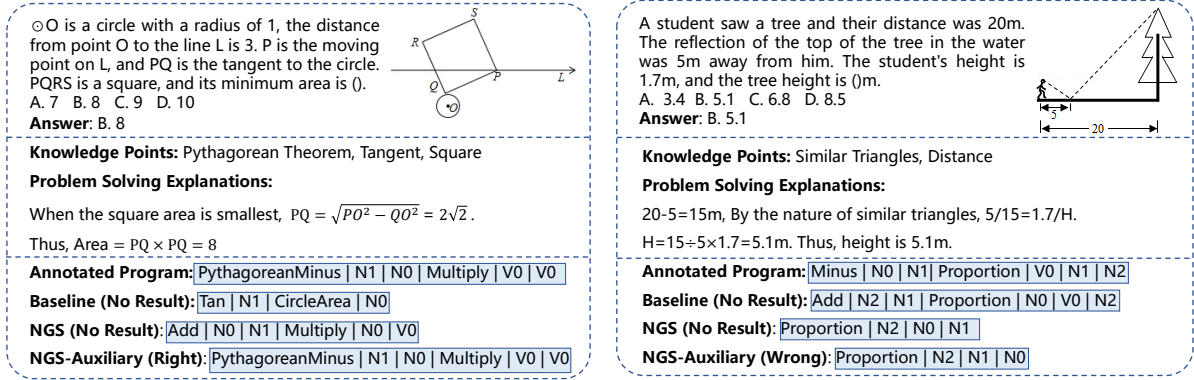 ⊙O is a circle with a radius of 1, the distance
from point O to the line L is 3. P is the moving
point on L, and PQ is the tangent to the circle.
PQRS is a square, and its minimum area is ().
A. 7 B. 8 C. 9 D. 10
Answer: B. 8
S
R
P
L
Q
O
Knowledge Points: Pythagorean Theorem, Tangent, Square
Problem Solving Explanations:
When the square area is smallest, PQ = √(PO² − QO²) = 2√2 .
Thus, Area = PQ × PQ = 8
Annotated Program: PythagoreanMinus | N1 | N0 | Multiply | V0 | V0
Baseline (No Result): Tan | N1 | CircleArea | N0
NGS (No Result): Add | N0 | N1 | Multiply | N0 | V0
NGS-Auxiliary (Right): PythagoreanMinus | N1 | N0 | Multiply | V0 | V0
A student saw a tree and their distance was 20m.
The reflection of the top of the tree in the water
was 5m away from him. The student's height is
1.7m, and the tree height is ()m.
A. 3.4 B. 5.1 C. 6.8 D. 8.5
Answer: B. 5.1
5
20
Knowledge Points: Similar Triangles, Distance
Problem Solving Explanations:
20-5=15m, By the nature of similar triangles, 5/15=1.7/H.
H=15÷5×1.7=5.1m. Thus, height is 5.1m.
Annotated Program: Minus | N0 | N1| Proportion | V0 | N1 | N2
Baseline (No Result): Add | N2 | N1 | Proportion | N0 | V0 | N2
NGS (No Result): Proportion | N2 | N0 | N1
NGS-Auxiliary (Wrong): Proportion | N2 | N1 | N0